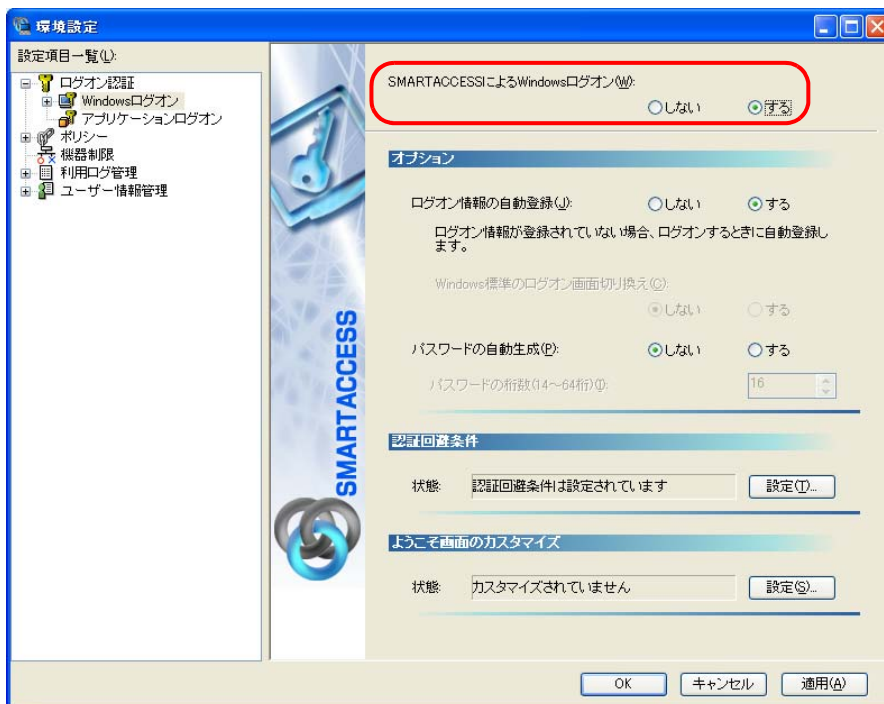 環境設定
設定項目一覧(L):
ログオン認証
Windowsログオン
アプリケーションログオン
ポリシー
機器制限
利用ログ管理
ユーザー情報管理
SMARTACCESS
SMARTACCESSによるWindowsログオン(W):
しない する
オプション
ログオン情報の自動登録(J): しない する
ログオン情報が登録されていない場合、ログオンするときに自動登録し
ます。
Windows標準のログオン画面切り換え(C):
しない する
パスワードの自動生成(P): しない する
パスワードの桁数(14～64桁)(I): 16
認証回避条件
状態: 認証回避条件は設定されています 設定(T)...
ようこそ画面のカスタマイズ
状態: カスタマイズされていません 設定(S)...
OK キャンセル 適用(A)